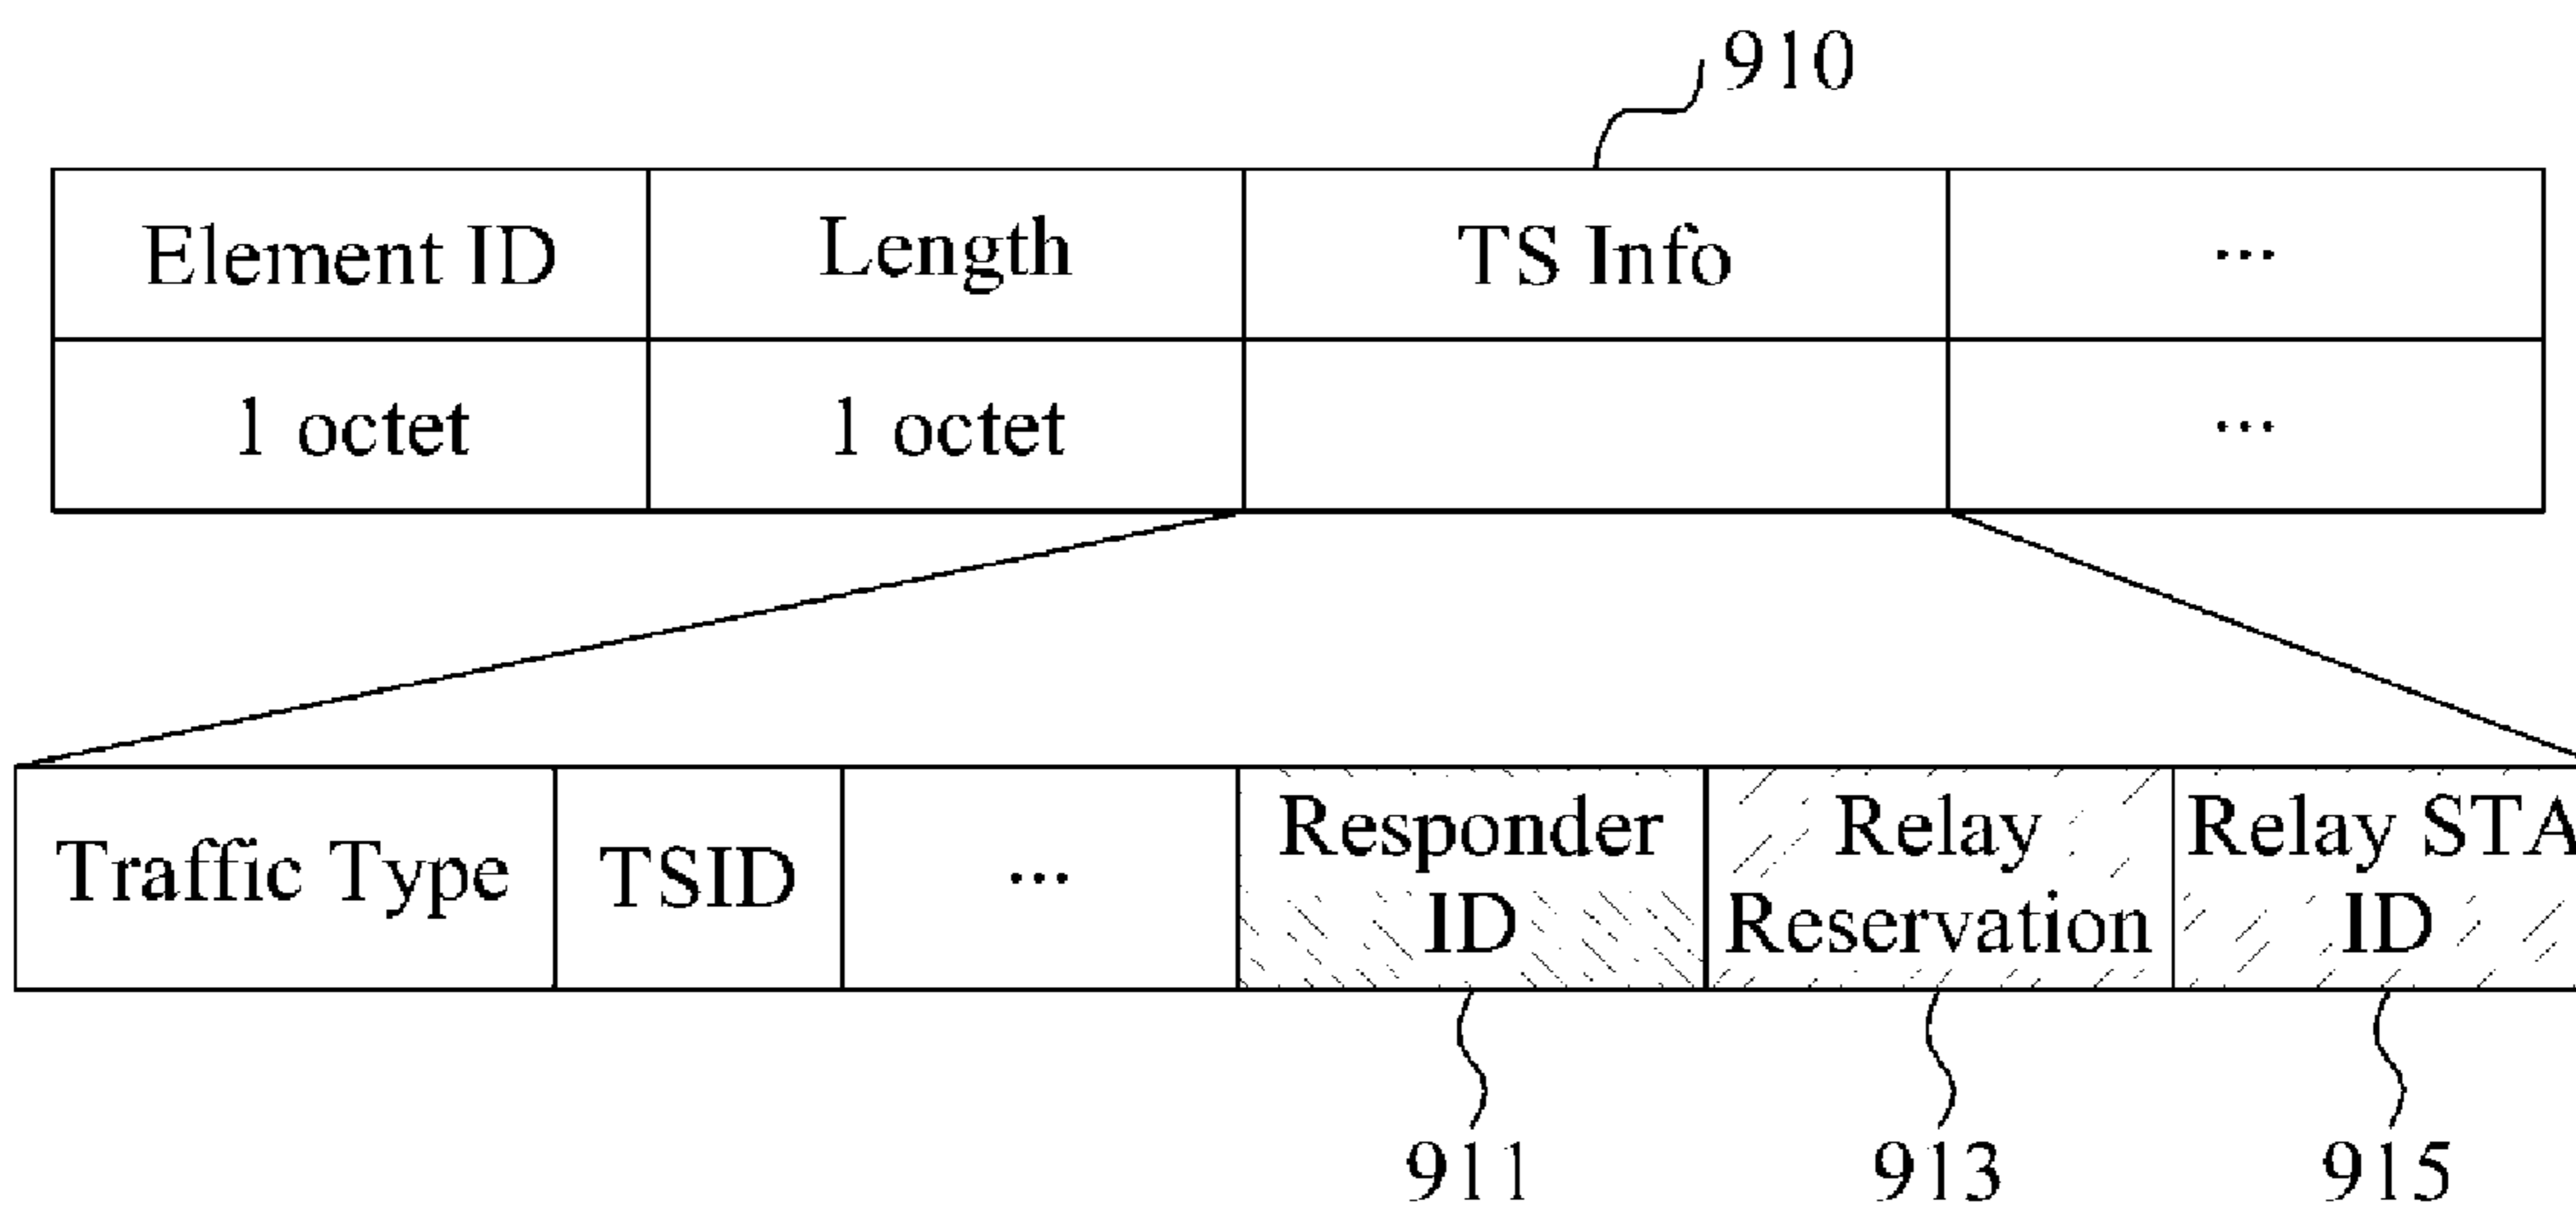 910
Element ID Length TS Info ...
1 octet 1 octet ...
Traffic Type TSID ... Responder ID Relay Reservation Relay STA ID
911 913 915